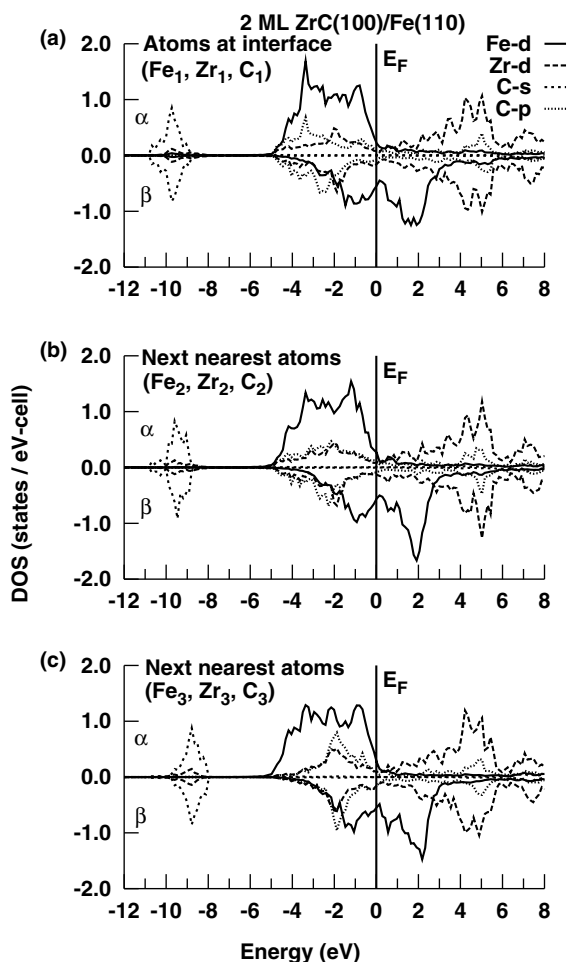 2 ML ZrC(100)/Fe(110)
(a)
Atoms at interface
(Fe1, Zr1, C1)
EF
Fe-d
Zr-d
C-s
C-p
2.0
1.0
0.0
-1.0
-2.0
α
β
-12 -10 -8 -6 -4 -2 0 2 4 6 8
(b)
Next nearest atoms
(Fe2, Zr2, C2)
EF
2.0
1.0
0.0
-1.0
-2.0
α
β
-12 -10 -8 -6 -4 -2 0 2 4 6 8
DOS (states / eV-cell)
(c)
Next nearest atoms
(Fe3, Zr3, C3)
EF
2.0
1.0
0.0
-1.0
-2.0
α
β
-12 -10 -8 -6 -4 -2 0 2 4 6 8
Energy (eV)